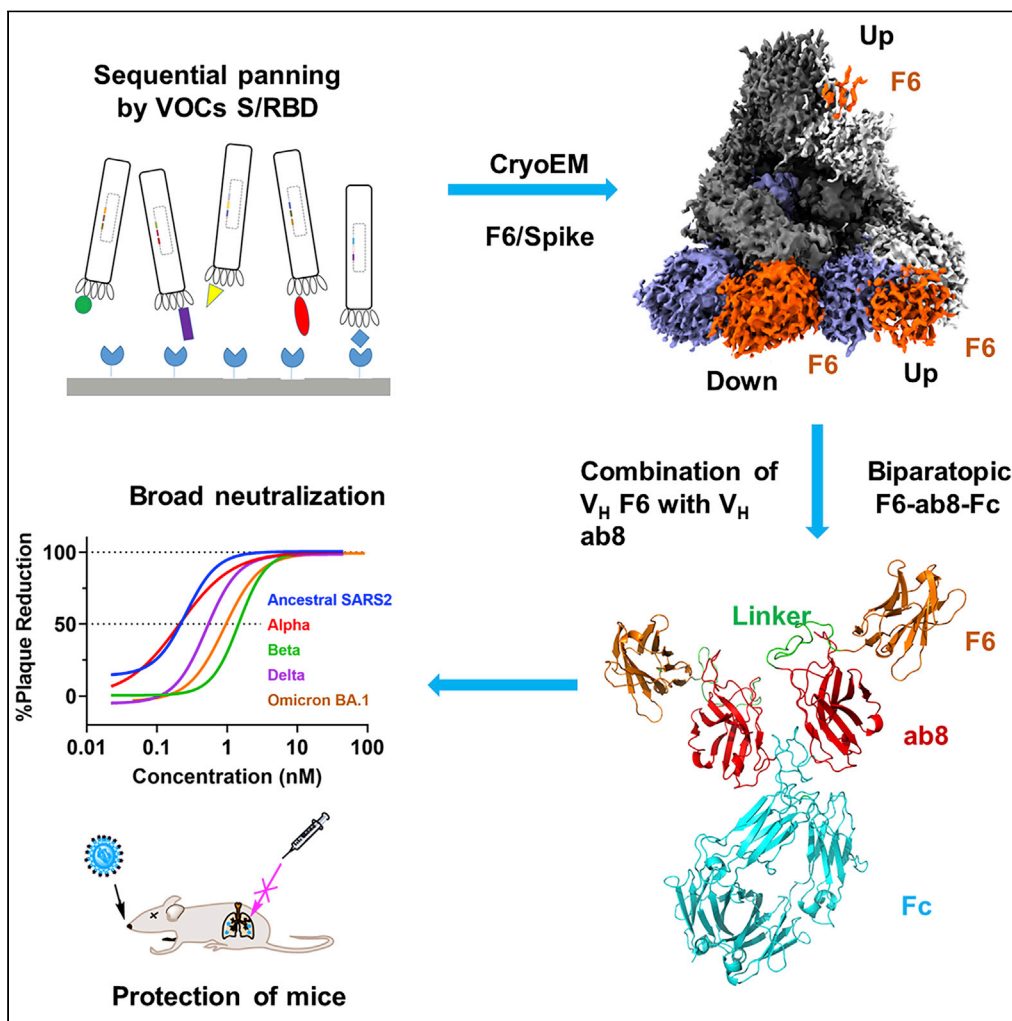 Sequential panning
by VOCs S/RBD
CryoEM
F6/Spike
Up
F6
F6
F6
Down
Up
Combination of
VH F6 with VH
ab8
Biparatopic
F6-ab8-Fc
Linker
F6
ab8
Fc
Broad neutralization
%Plaque Reduction
100
50
0
Ancestral SARS2
Alpha
Beta
Delta
Omicron BA.1
0.01 0.1 1 10 100
Concentration (nM)
Protection of mice